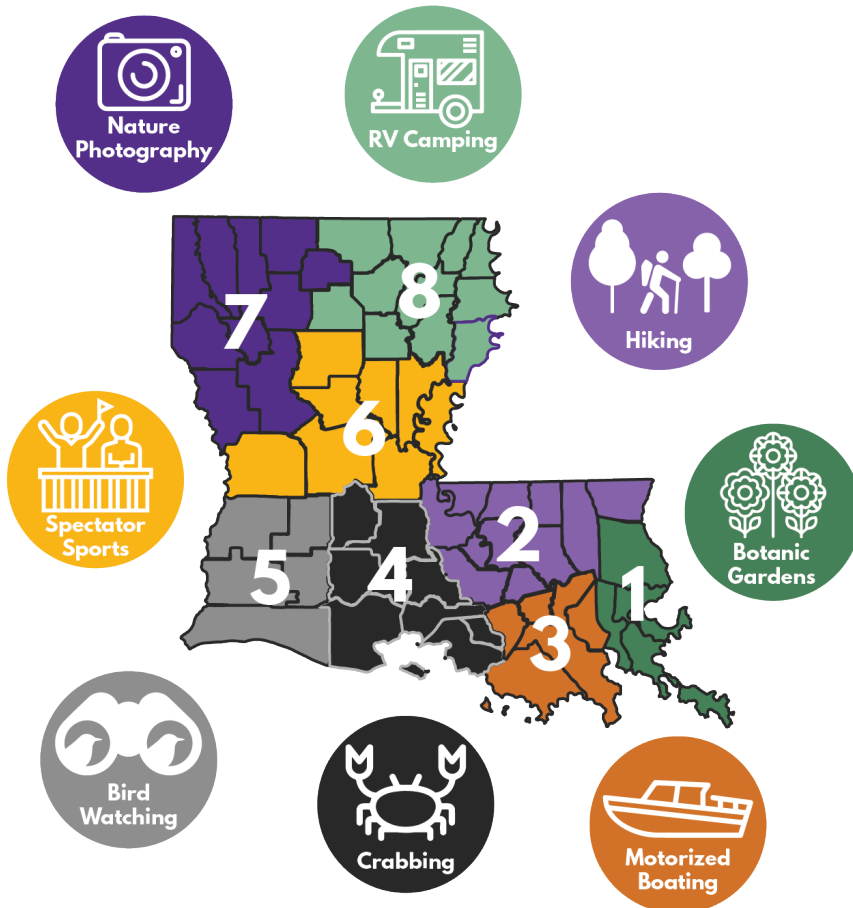 Nature
Photography
RV Camping
Hiking
7
8
6
Spectator
Sports
2
Botanic
Gardens
5
4
1
3
Bird
Watching
Crabbing
Motorized
Boating